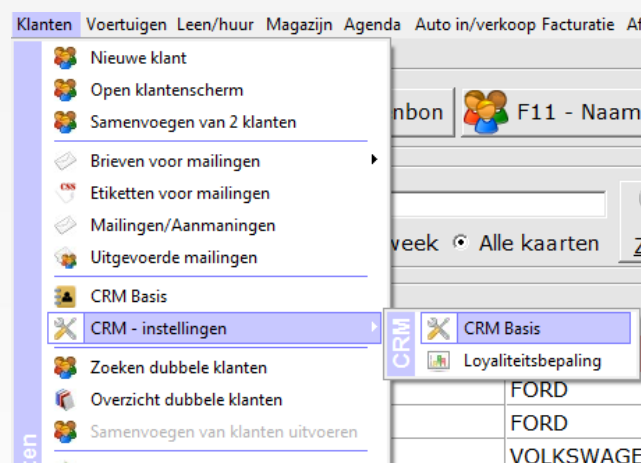 Klanten Voertuigen Leen/huur Magazijn Agenda Auto in/verkoop Facturatie
Nieuwe klant
Open klantenscherm
Samenvoegen van 2 klanten
nbon F11 - Naam
Brieven voor mailingen
CSS Etiketten voor mailingen
Mailingen/Aanmaningen
week Alle kaarten
Uitgevoerde mailingen
CRM Basis
CRM - instellingen
CRM
CRM Basis
Loyaliteitsbepaling
Zoeken dubbele klanten
Overzicht dubbele klanten
FORD
Samenvoegen van klanten uitvoeren
FORD
VOLKSWAGE